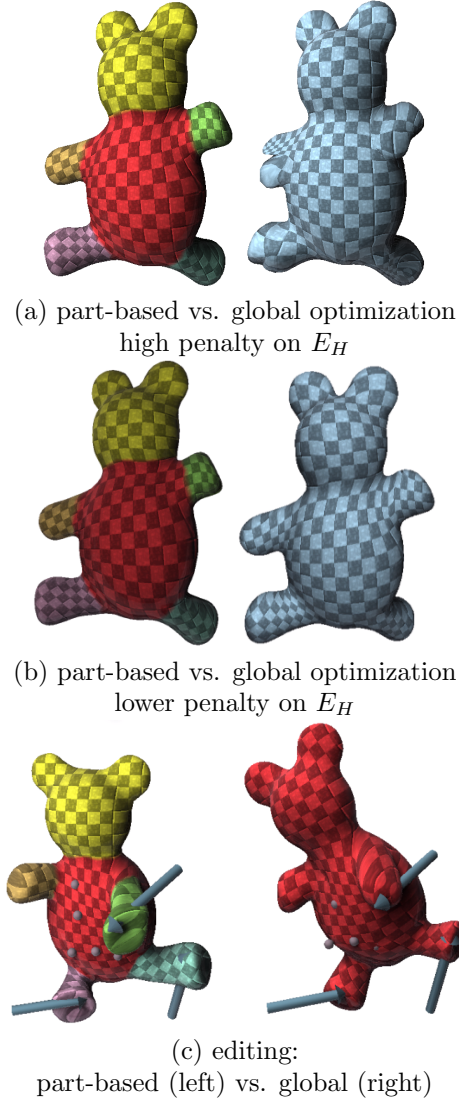 (a) part-based vs. global optimization
high penalty on E_H
(b) part-based vs. global optimization
lower penalty on E_H
(c) editing:
part-based (left) vs. global (right)